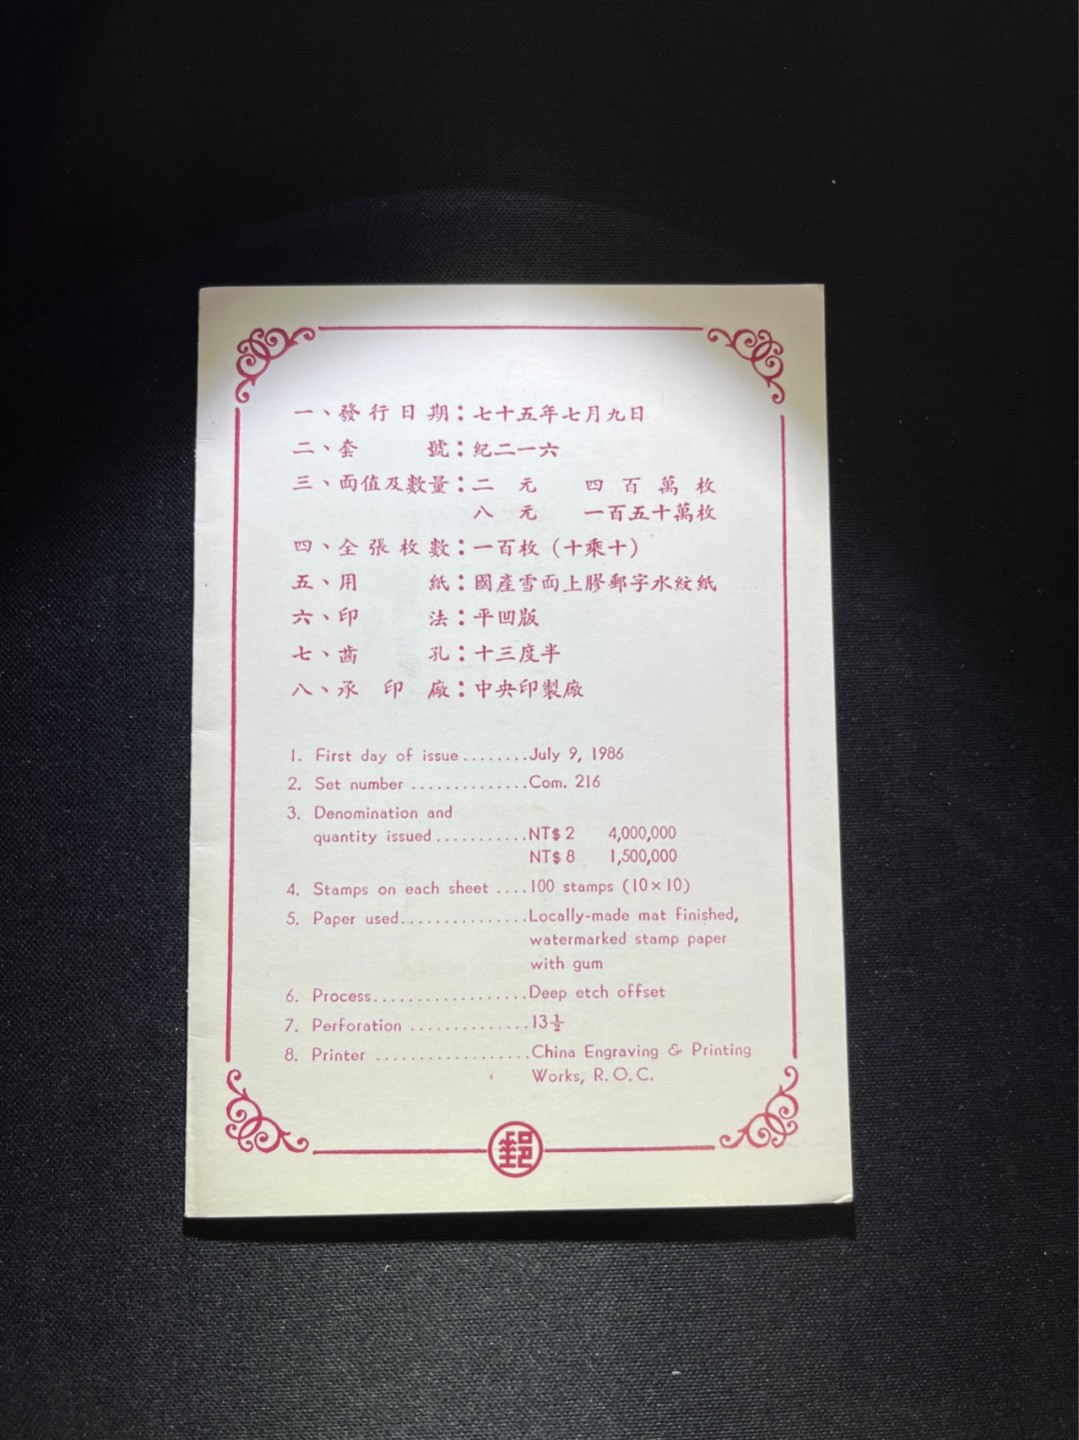 一、發行日期：七十五年七月九日
二、套號：紀二一六
三、面值及數量：二元 四百萬枚
八元 一百五十萬枚
四、全張枚數：一百枚（十乘十）
五、用紙：國產雪面上膠郵字水紋紙
六、印法：平凹版
七、齒孔：十三度半
八、承印廠：中央印製廠
1. First day of issue ........July 9, 1986
2. Set number ..............Com. 216
3. Denomination and
quantity issued...........NT$ 2 4,000,000
NT$ 8 1,500,000
4. Stamps on each sheet ....100 stamps (10×10)
5. Paper used...............Locally-made mat finished,
watermarked stamp paper
with gum
6. Process..................Deep etch offset
7. Perforation ..............13½
8. Printer ..................China Engraving & Printing
Works, R. O. C.
郵